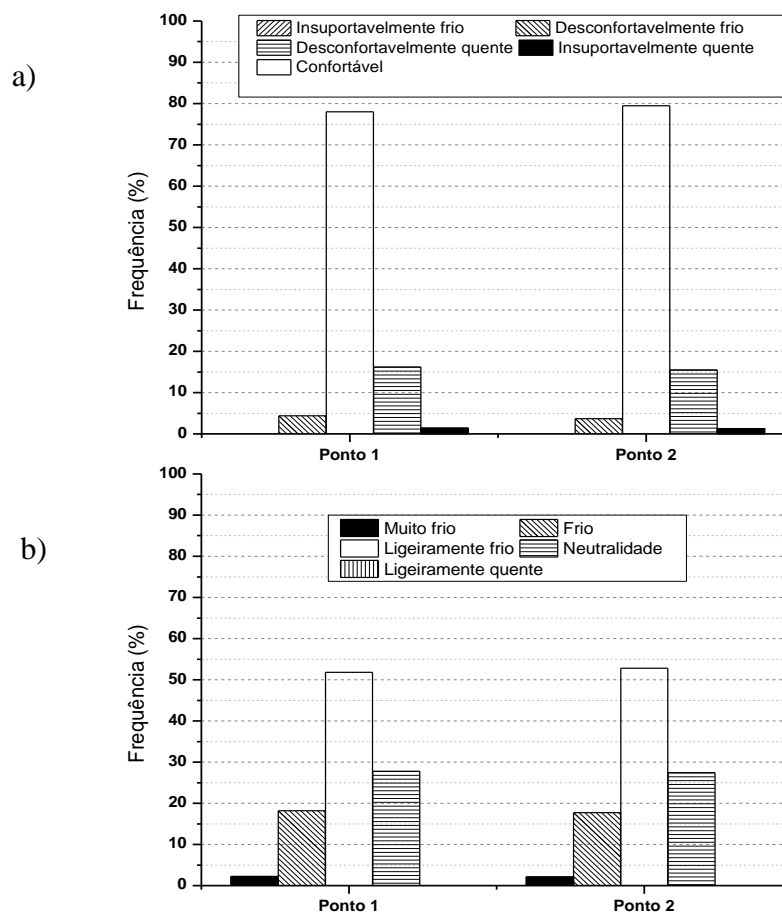 a)
Insuportavelmente frio Desconfortavelmente frio
Desconfortavelmente quente Insuportavelmente quente
Confortável
Frequência (%)
100
90
80
70
60
50
40
30
20
10
0
Ponto 1 Ponto 2
b)
Muito frio Frio
Ligeiramente frio Neutralidade
Ligeiramente quente
Frequência (%)
100
90
80
70
60
50
40
30
20
10
0
Ponto 1 Ponto 2